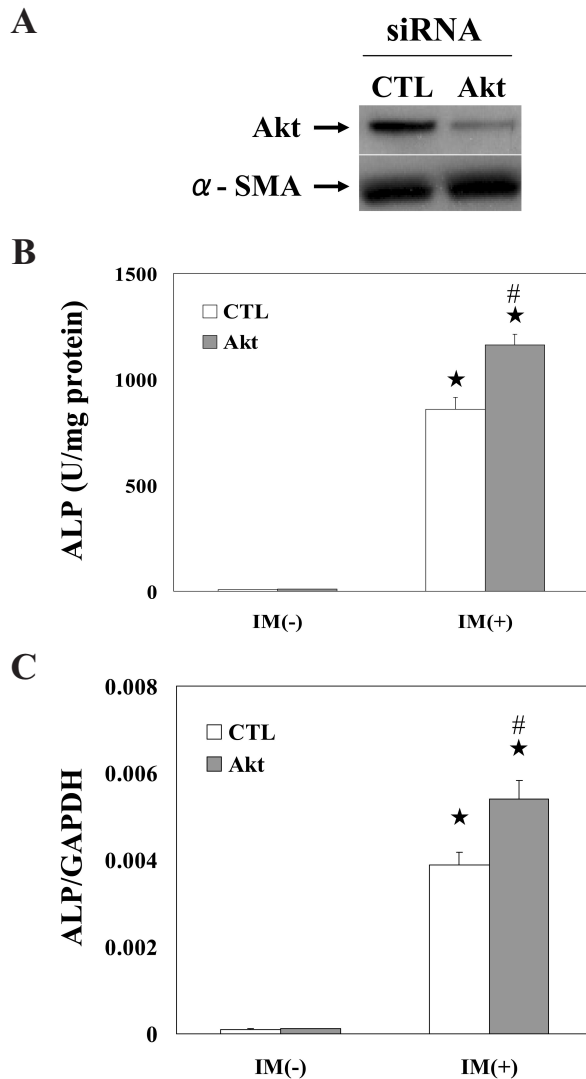 A
siRNA
CTL Akt
Akt
α - SMA
B
ALP (U/mg protein)
1500
1000
500
0
CTL
Akt
★
#
★
IM(-) IM(+)
C
ALP/GAPDH
0.008
0.006
0.004
0.002
0
CTL
Akt
★
#
★
IM(-) IM(+)